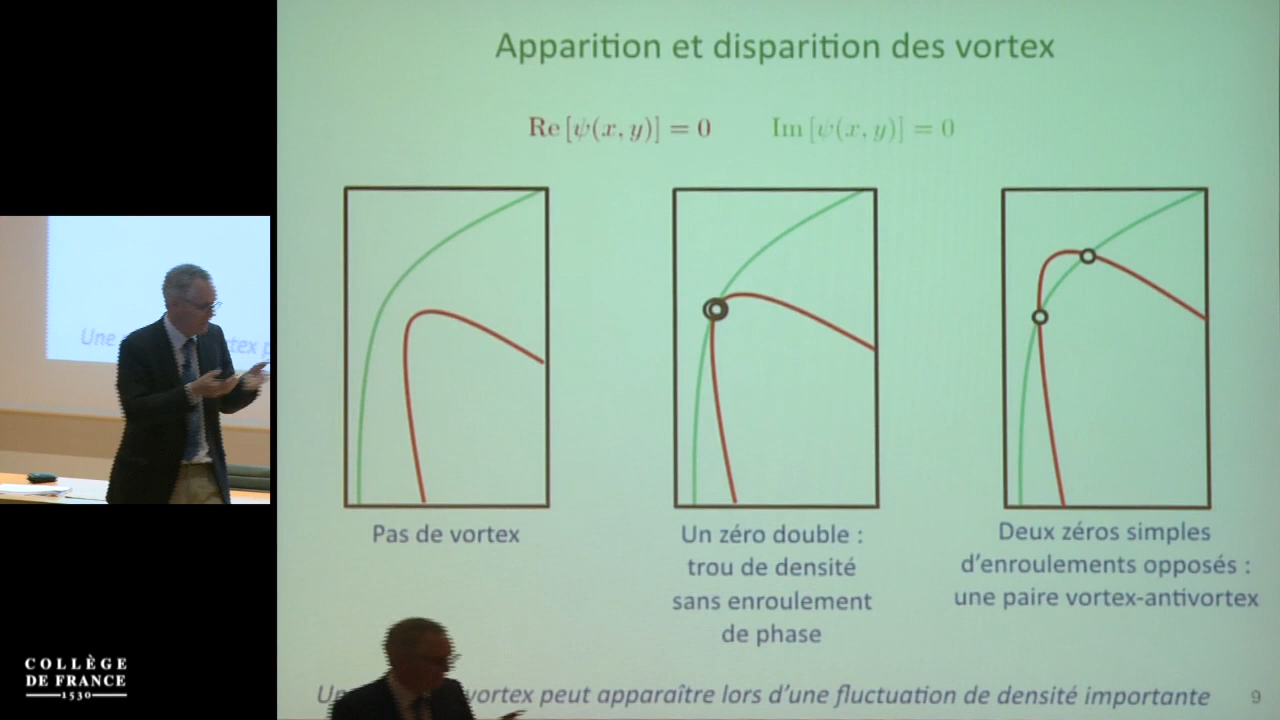 Apparition et disparition des vortex
Re [ψ(x, y)] = 0
Im [ψ(x, y)] = 0
Pas de vortex
Un zéro double :
trou de densité
sans enroulement
de phase
Deux zéros simples
d'enroulements opposés :
une paire vortex-antivortex
vortex peut apparaître lors d'une fluctuation de densité importante
9
Une
COLLÈGE
DE FRANCE
1530